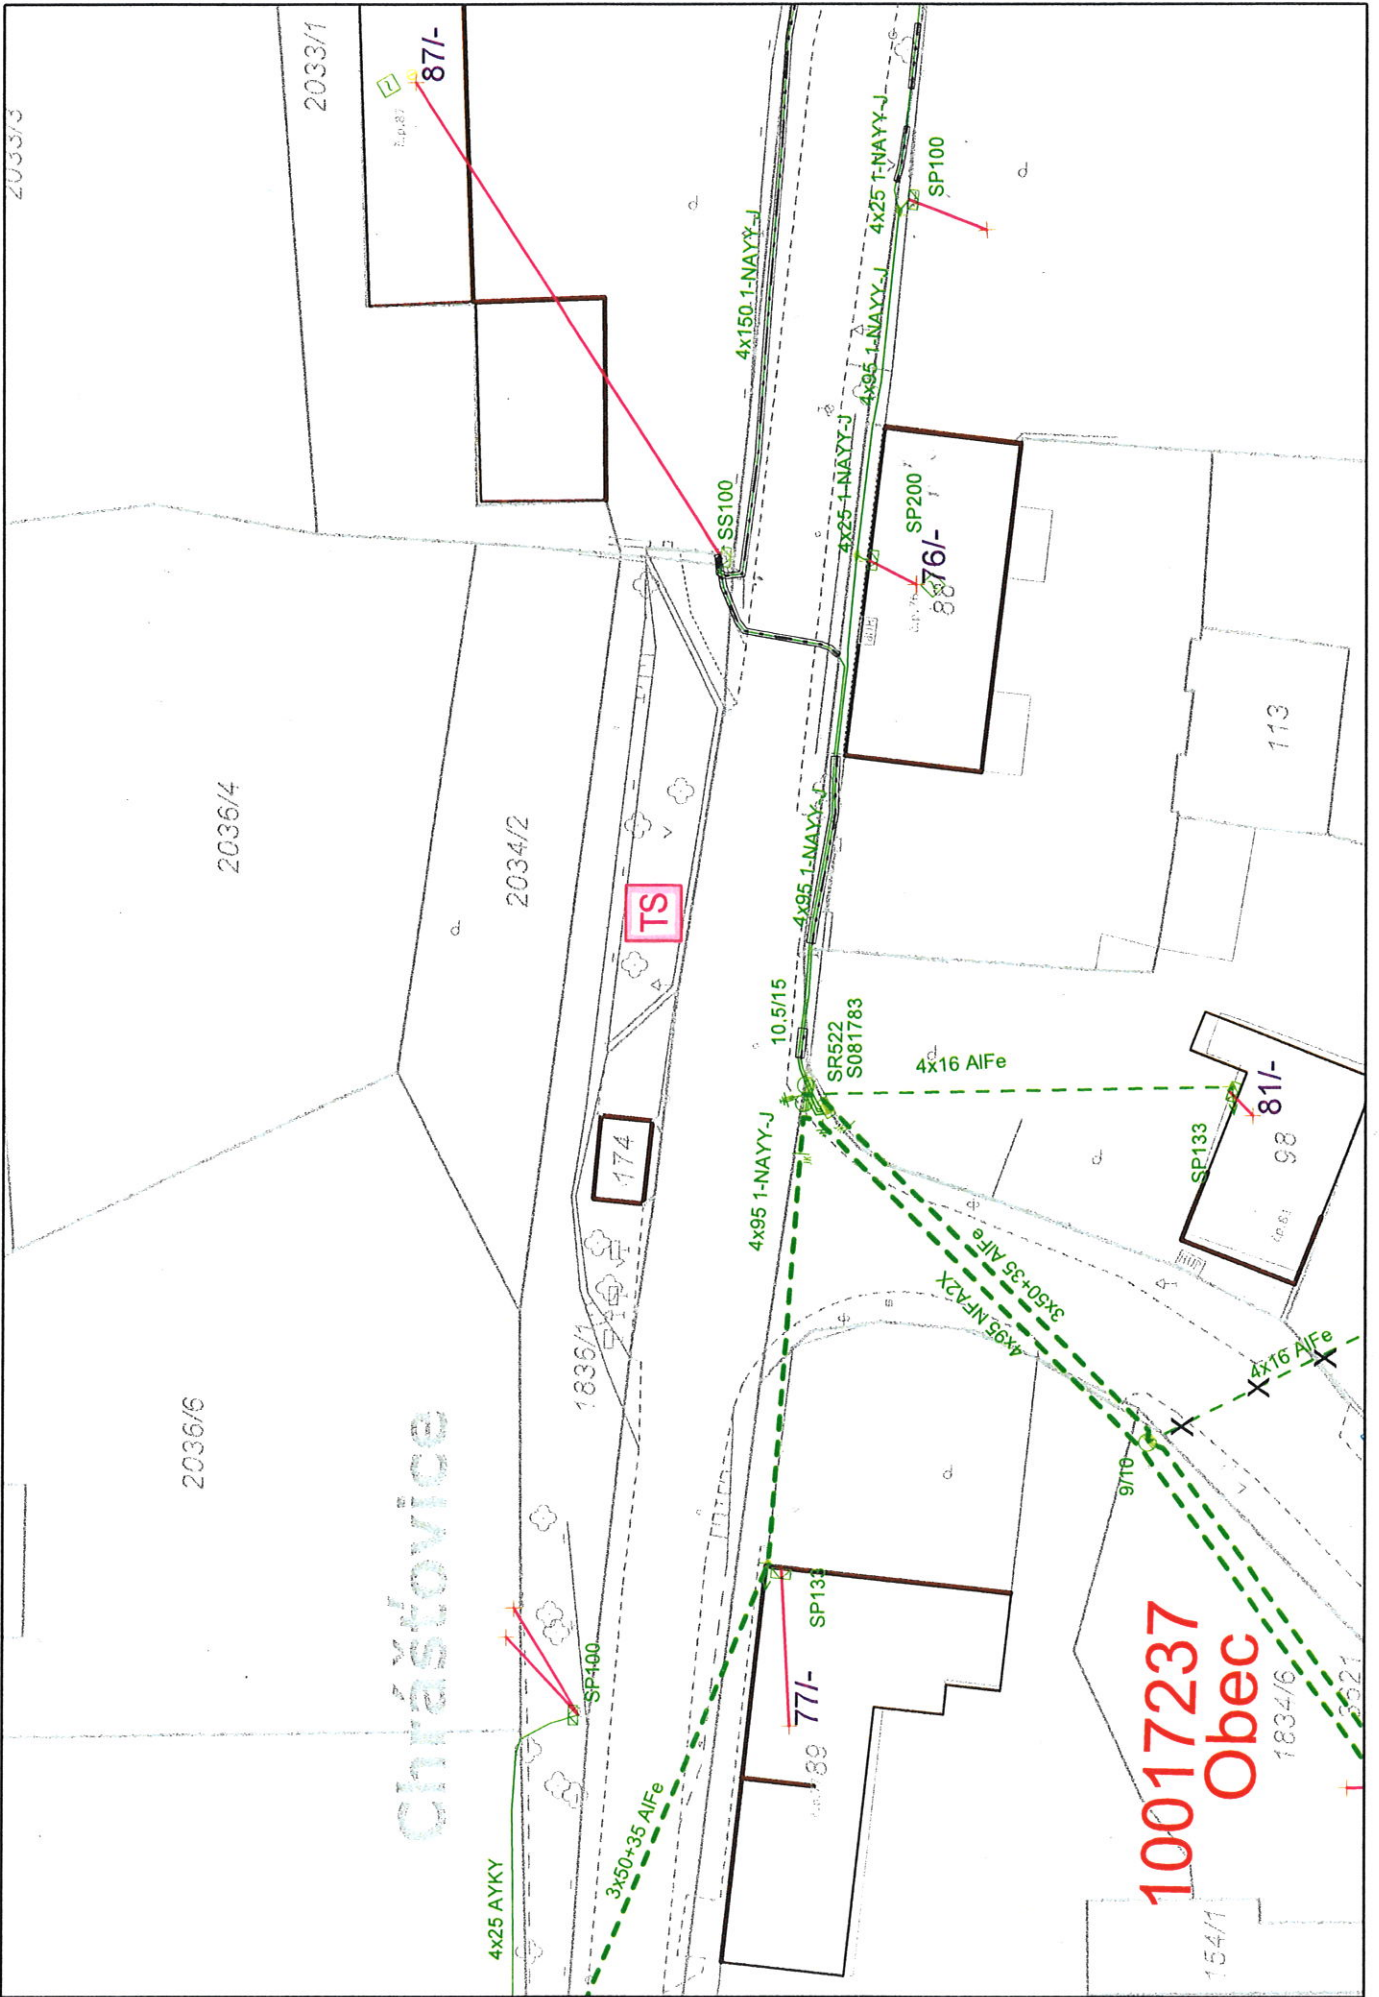 2033/3
2033/1
87/-
č.p.87
4x150 1-NAYY-J
4x25 1-NAYY-J
SP100
4x95 1-NAYY-J
SS100
4x25 1-NAYY-J
SP200
76/-
88
2036/4
2034/2
TS
4x95 1-NAYY-J
113
10,5/15
SR522
S081783
4x16 AlFe
81/-
98
SP133
č.p.81
174
4x95 1-NAYY-J
3x50+35 AlFe
4x95 NFA2X
4x16 AlFe
X
X
X
9/10
2036/6
1836/1
Chrášťovice
SP100
SP133
77/-
89
4x25 AYKY
3x50+35 AlFe
10017237
Obec
1834/6
154/1